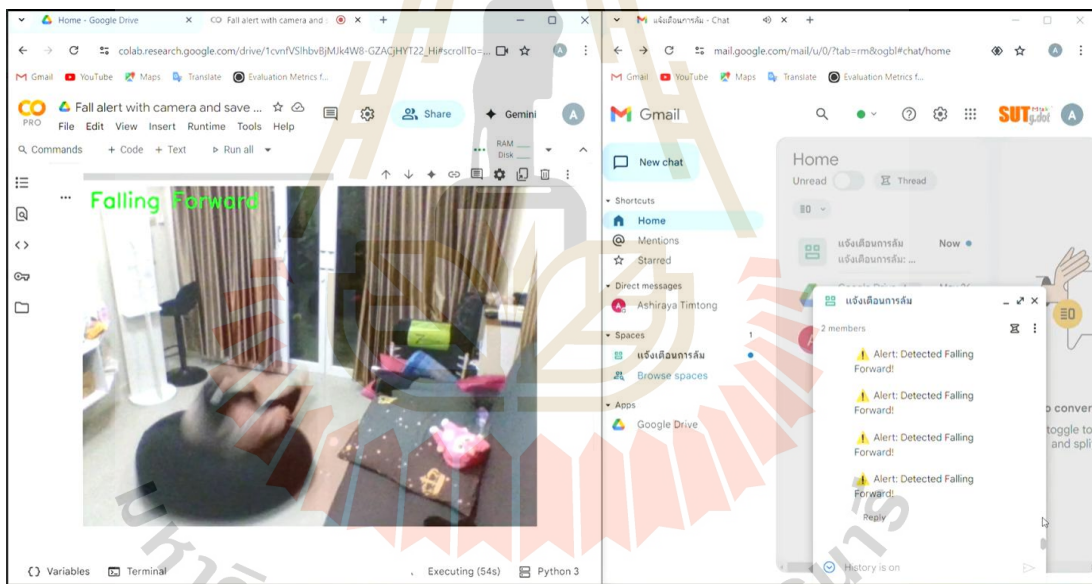 Home - Google Drive
Fall alert with camera and
colab.research.google.com/drive/1cvnfVSlhbvBjMJk4W8-GZACjHYT22_Hi#scrollTo=...
Gmail YouTube Maps Translate Evaluation Metrics f...
CO PRO
Fall alert with camera and save ...
File Edit View Insert Runtime Tools Help
Share
Gemini
A
Commands + Code + Text Run all
RAM
Disk
Falling Forward
Variables Terminal
Executing (54s) Python 3
แจ้งเตือนการล้ม - Chat
mail.google.com/mail/u/0/?tab=rm&ogbl#chat/home
A
Gmail YouTube Maps Translate Evaluation Metrics f...
Gmail
SUT
A
New chat
Shortcuts
Home
Mentions
Starred
Direct messages
Ashiraya Timtong
Spaces 1
แจ้งเตือนการล้ม
Browse spaces
Apps
Google Drive
Home
Unread Thread
แจ้งเตือนการล้ม Now
แจ้งเตือนการล้ม: ...
แจ้งเตือนการล้ม
2 members
Alert: Detected Falling
Forward!
Alert: Detected Falling
Forward!
Alert: Detected Falling
Forward!
Alert: Detected Falling
Forward!
Reply
History is on
toggle to